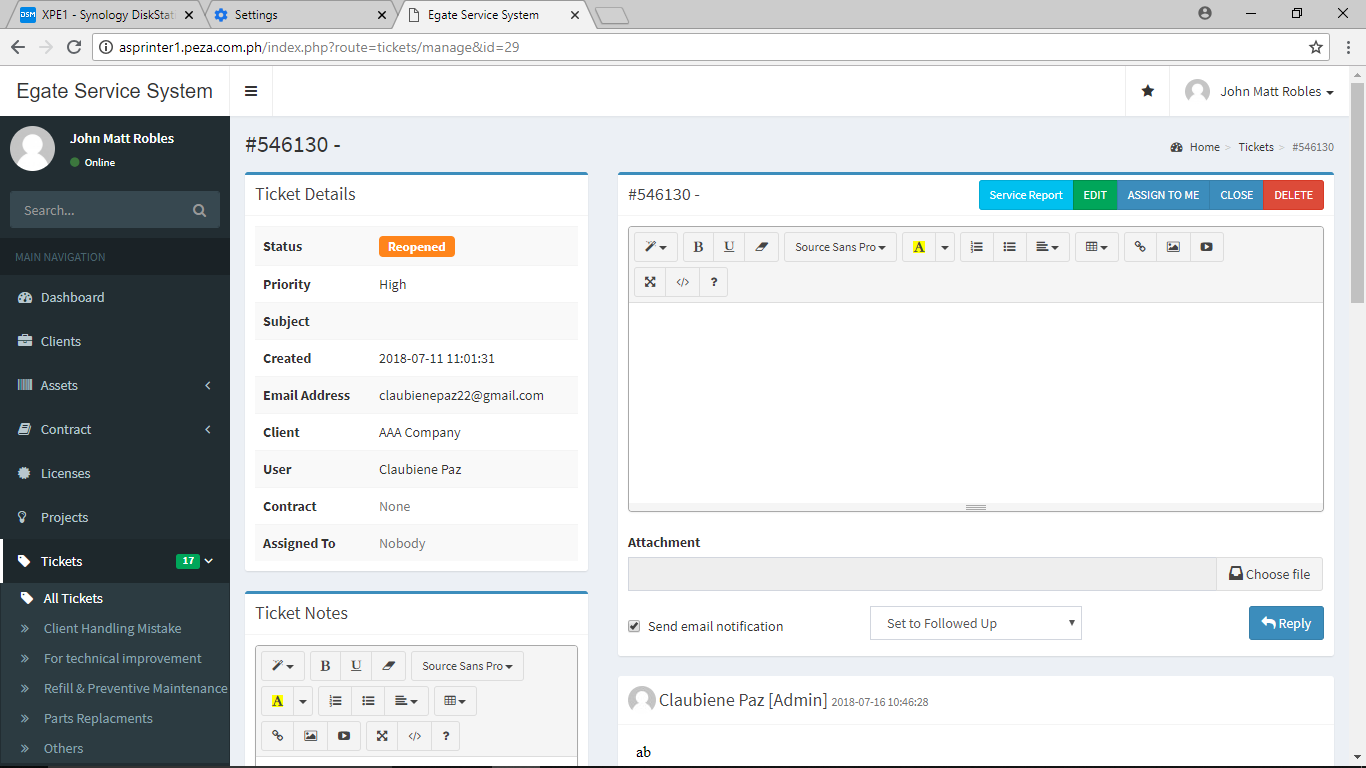 XPE1 - Synology DiskStat
Settings
Egate Service System
asprinter1.peza.com.ph/index.php?route=tickets/manage&id=29
Egate Service System
John Matt Robles
John Matt Robles
Online
Search...
MAIN NAVIGATION
Dashboard
Clients
Assets
Contract
Licenses
Projects
Tickets 17
All Tickets
Client Handling Mistake
For technical improvement
Refill & Preventive Maintenance
Parts Replacments
Others
#546130 -
Home > Tickets > #546130
Ticket Details
Status Reopened
Priority High
Subject
Created 2018-07-11 11:01:31
Email Address claubienepaz22@gmail.com
Client AAA Company
User Claubiene Paz
Contract None
Assigned To Nobody
Ticket Notes
B U Source Sans Pro
A
</> ?
#546130 -
Service Report EDIT ASSIGN TO ME CLOSE DELETE
B U Source Sans Pro A
</> ?
Attachment
Choose file
Send email notification Set to Followed Up Reply
Claubiene Paz [Admin] 2018-07-16 10:46:28
ab